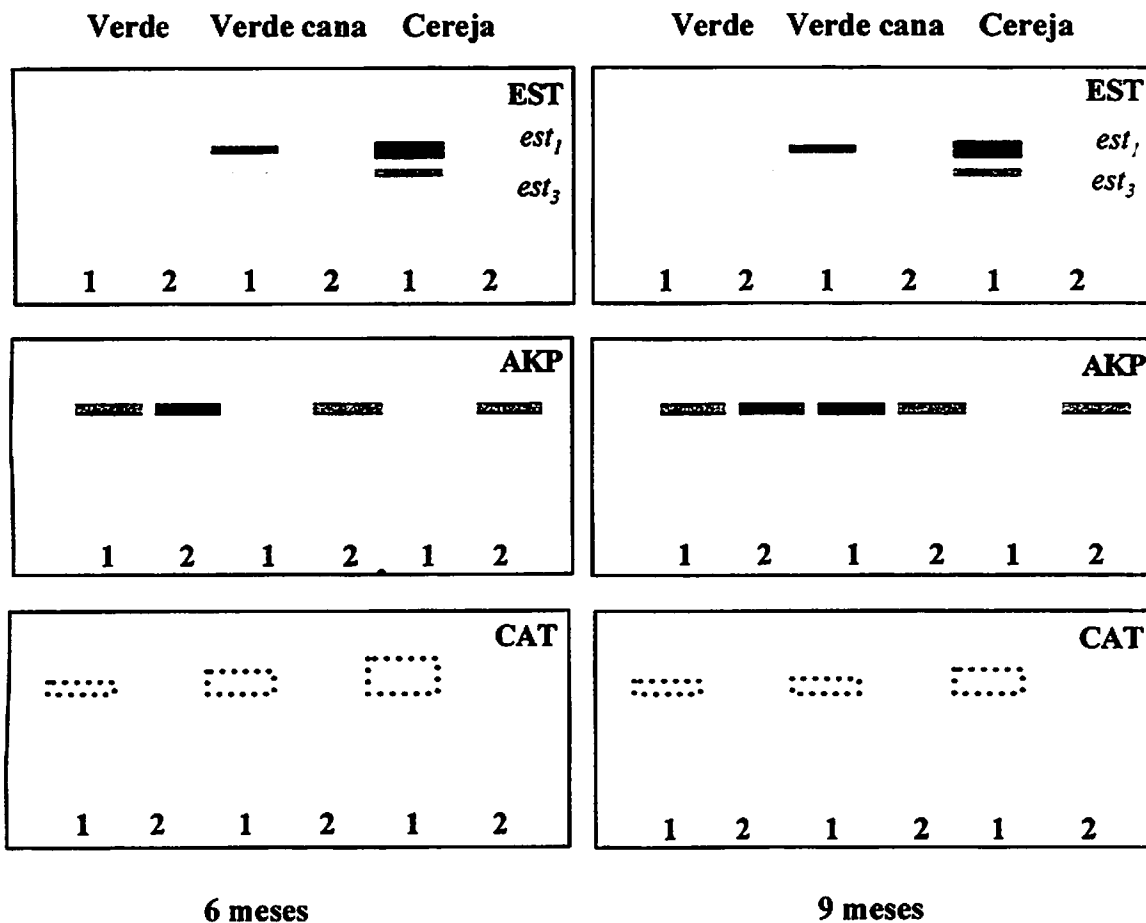 Verde Verde cana Cereja Verde Verde cana Cereja
EST EST
est1 est1
est3 est3
1 2 1 2 1 2 1 2 1 2 1 2
AKP AKP
1 2 1 2 1 2 1 2 1 2 1 2
CAT CAT
1 2 1 2 1 2 1 2 1 2 1 2
6 meses 9 meses